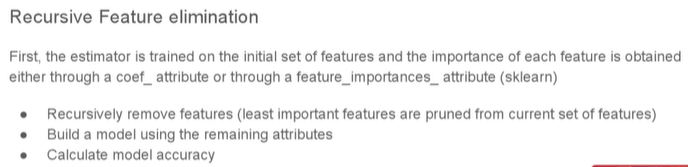 Recursive Feature elimination
First, the estimator is trained on the initial set of features and the importance of each feature is obtained
either through a coef_ attribute or through a feature_importances_ attribute (sklearn)
● Recursively remove features (least important features are pruned from current set of features)
● Build a model using the remaining attributes
● Calculate model accuracy